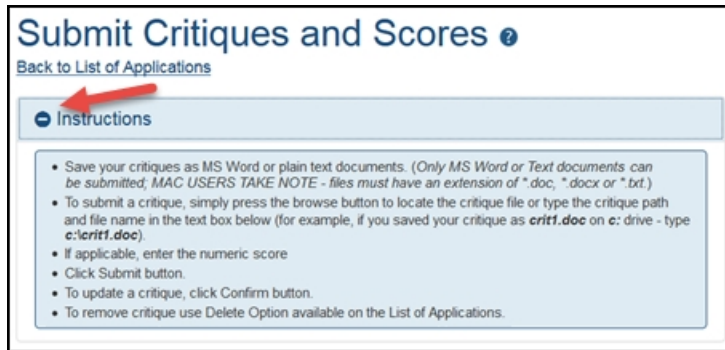 Submit Critiques and Scores ?
Back to List of Applications
Instructions
• Save your critiques as MS Word or plain text documents. (Only MS Word or Text documents can
be submitted; MAC USERS TAKE NOTE - files must have an extension of *.doc, *.docx or *.txt.)
• To submit a critique, simply press the browse button to locate the critique file or type the critique path
and file name in the text box below (for example, if you saved your critique as crit1.doc on c: drive - type
c:\crit1.doc).
• If applicable, enter the numeric score
• Click Submit button.
• To update a critique, click Confirm button.
• To remove critique use Delete Option available on the List of Applications.